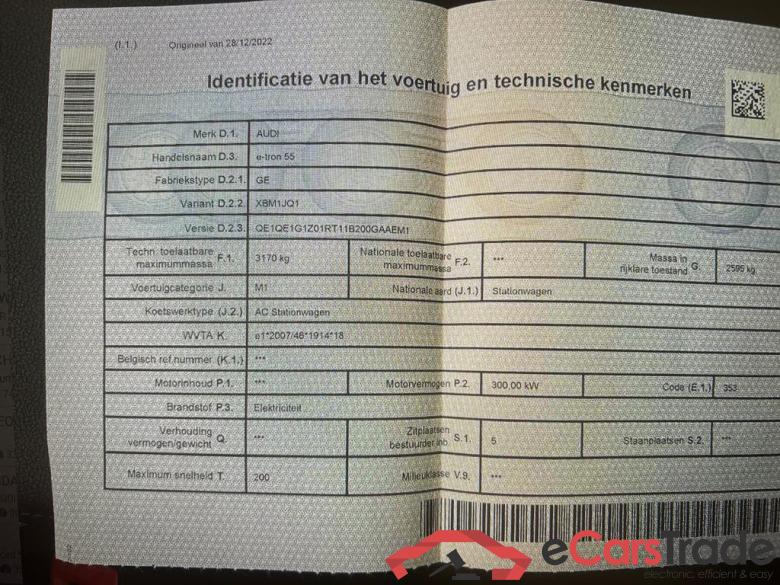 (I.1.) Origineel van 28/12/2022
Identificatie van het voertuig en technische kenmerken
Merk D.1. AUDI
Handelsnaam D.3. e-tron 55
Fabriekstype D.2.1. GE
Variant D.2.2. XBM1JQ1
Versie D.2.3. QE1QE1G1Z01RT11B200GAAEM1
Techn. toelaatbare maximummassa F.1. 3170 kg Nationale toelaatbare maximummassa F.2. *** Massa in rijklare toestand G. 2595 kg
Voertuigcategorie J. M1 Nationale aard (J.1.) Stationwagen
Koetswerktype (J.2.) AC Stationwagen
WVTA K. e1*2007/46*1914*18
Belgisch ref.nummer (K.1.) ***
Motorinhoud P.1. *** Motorvermogen P.2. 300,00 kW Code (E.1.) 353
Brandstof P.3. Elektriciteit
Verhouding vermogen/gewicht Q. *** Zitplaatsen bestuurder inb S.1. 5 Staanplaatsen S.2. ***
Maximum snelheid T. 200 Milieuklasse V.9. ***
eCarsTrade
electronic, efficient & easy